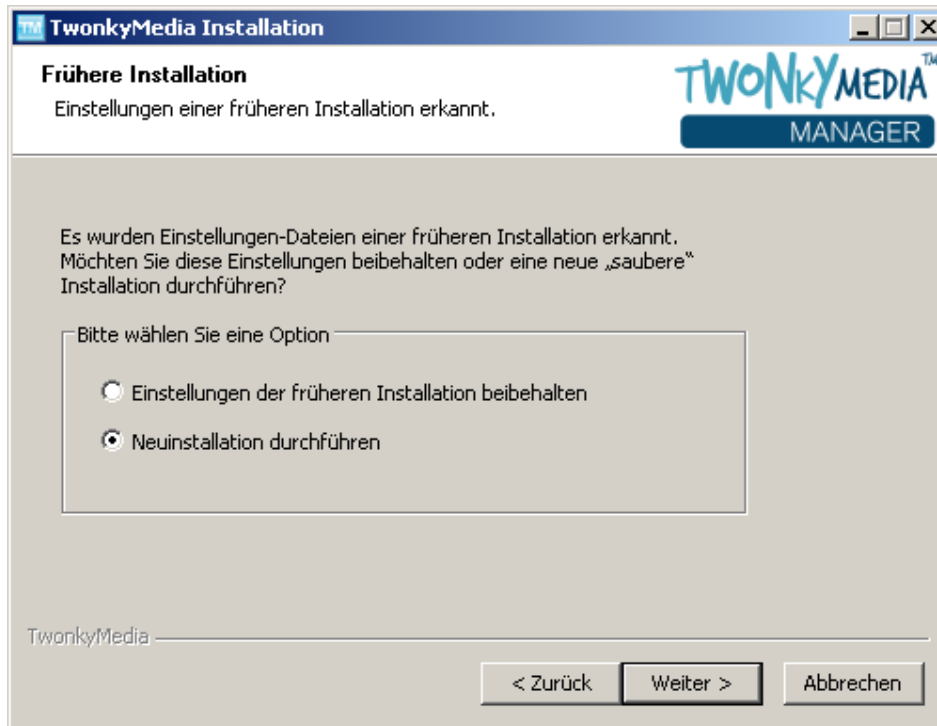 TM TwonkyMedia Installation
Frühere Installation
Einstellungen einer früheren Installation erkannt.
TWONKYMEDIA™
MANAGER
Es wurden Einstellungen-Dateien einer früheren Installation erkannt.
Möchten Sie diese Einstellungen beibehalten oder eine neue „saubere“
Installation durchführen?
Bitte wählen Sie eine Option
Einstellungen der früheren Installation beibehalten
Neuinstallation durchführen
TwonkyMedia
< Zurück Weiter > Abbrechen